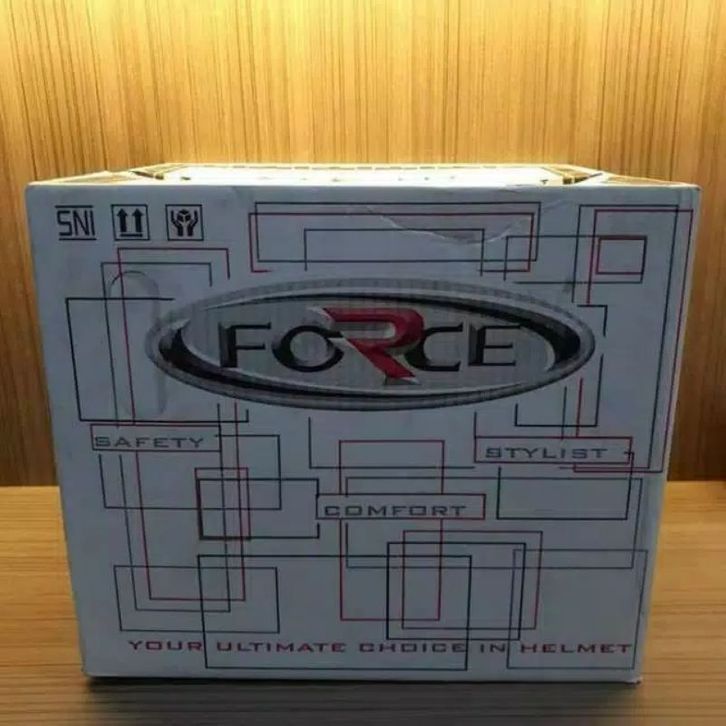 SNI
FORCE
SAFETY
STYLIST
COMFORT
YOUR ULTIMATE CHOICE IN HELMET